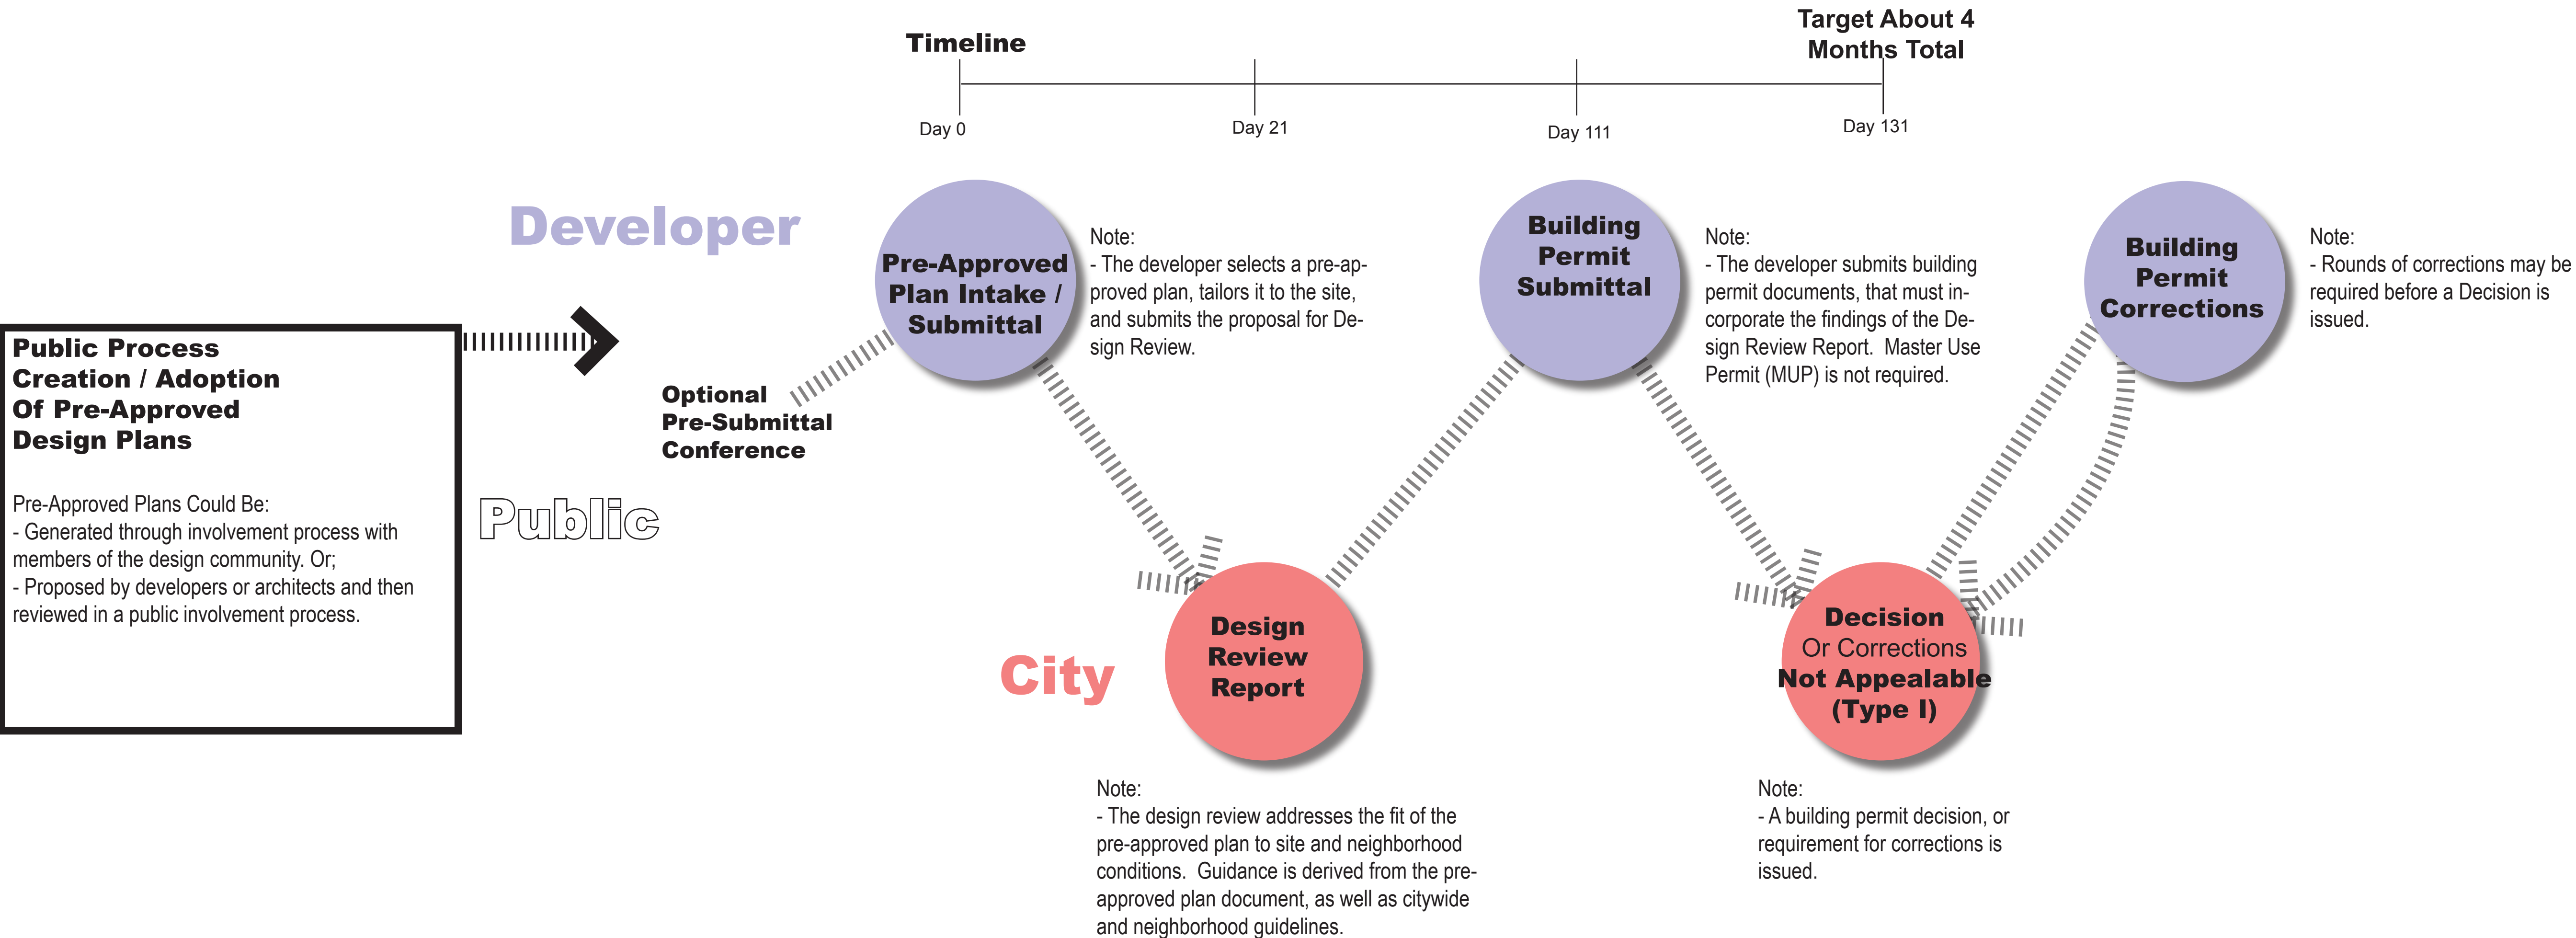 Timeline
Target About 4
Months Total
Day 0
Day 21
Day 111
Day 131
Developer
Public Process
Creation / Adoption
Of Pre-Approved
Design Plans
Pre-Approved Plans Could Be:
- Generated through involvement process with
members of the design community. Or;
- Proposed by developers or architects and then
reviewed in a public involvement process.
Public
Optional
Pre-Submittal
Conference
Pre-Approved
Plan Intake /
Submittal
Note:
- The developer selects a pre-ap-
proved plan, tailors it to the site,
and submits the proposal for De-
sign Review.
Building
Permit
Submittal
Note:
- The developer submits building
permit documents, that must in-
corporate the findings of the De-
sign Review Report.  Master Use
Permit (MUP) is not required.
Building
Permit
Corrections
Note:
- Rounds of corrections may be
required before a Decision is
issued.
City
Design
Review
Report
Note:
- The design review addresses the fit of the
pre-approved plan to site and neighborhood
conditions.  Guidance is derived from the pre-
approved plan document, as well as citywide
and neighborhood guidelines.
Decision
Or Corrections
Not Appealable
(Type I)
Note:
- A building permit decision, or
requirement for corrections is
issued.